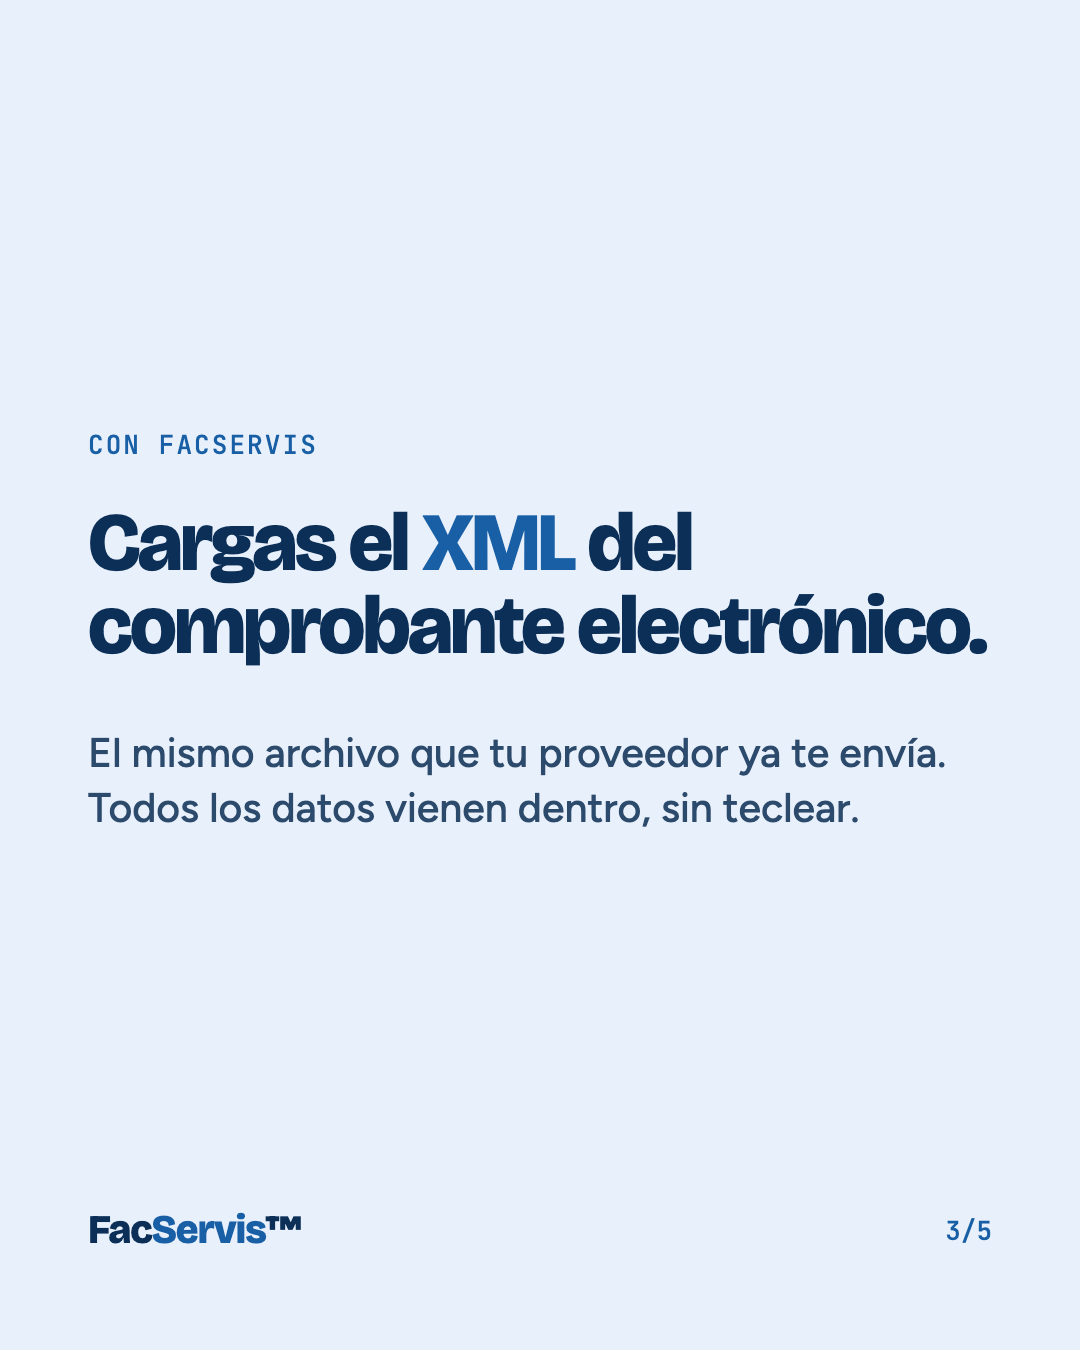 CON FACSERVIS
Cargas el XML del
comprobante electrónico.
El mismo archivo que tu proveedor ya te envía.
Todos los datos vienen dentro, sin teclear.
FacServis™
3/5